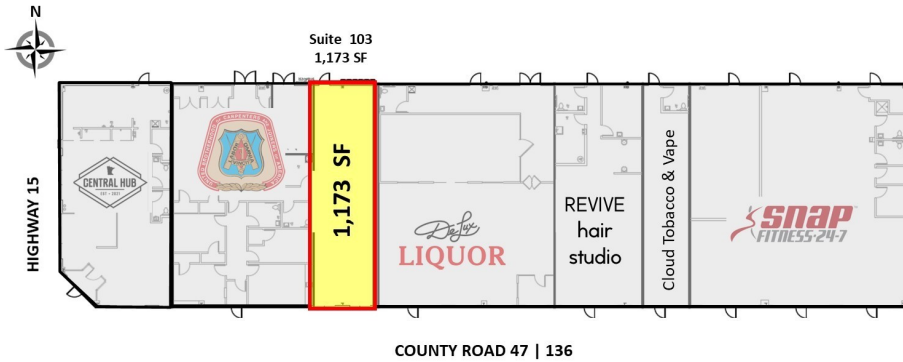 N
Suite 103
1,173 SF
HIGHWAY 15
CENTRAL HUB
1,173 SF
DeLux
LIQUOR
REVIVE
hair
studio
Cloud Tobacco & Vape
snap
FITNESS-24-7
COUNTY ROAD 47 | 136